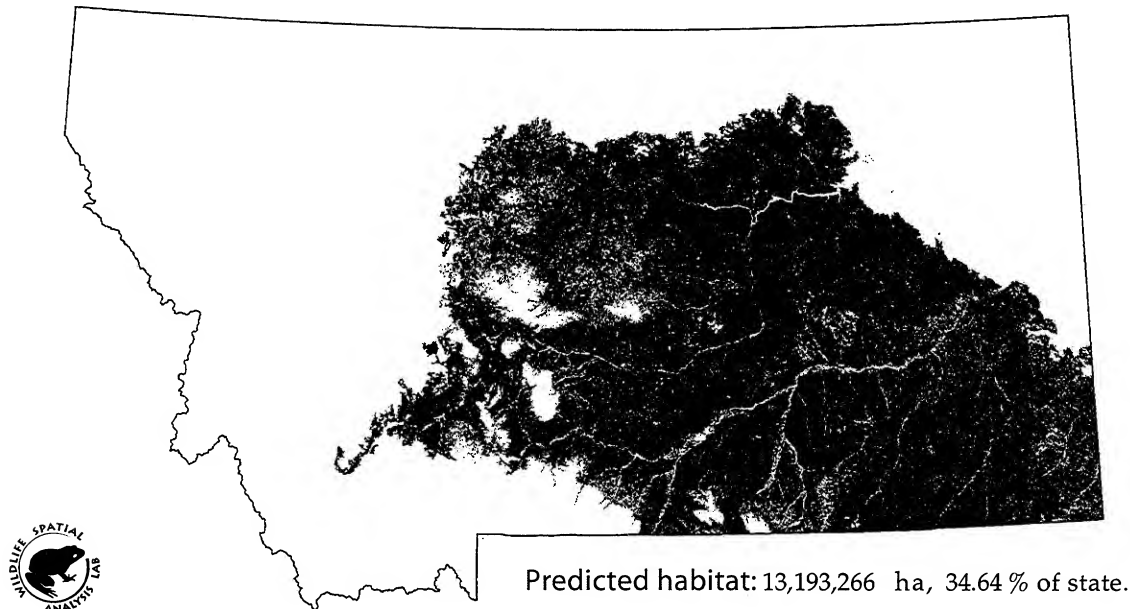 WILDLIFE SPATIAL
ANALYSIS LAB
Predicted habitat: 13,193,266 ha, 34.64 % of state.